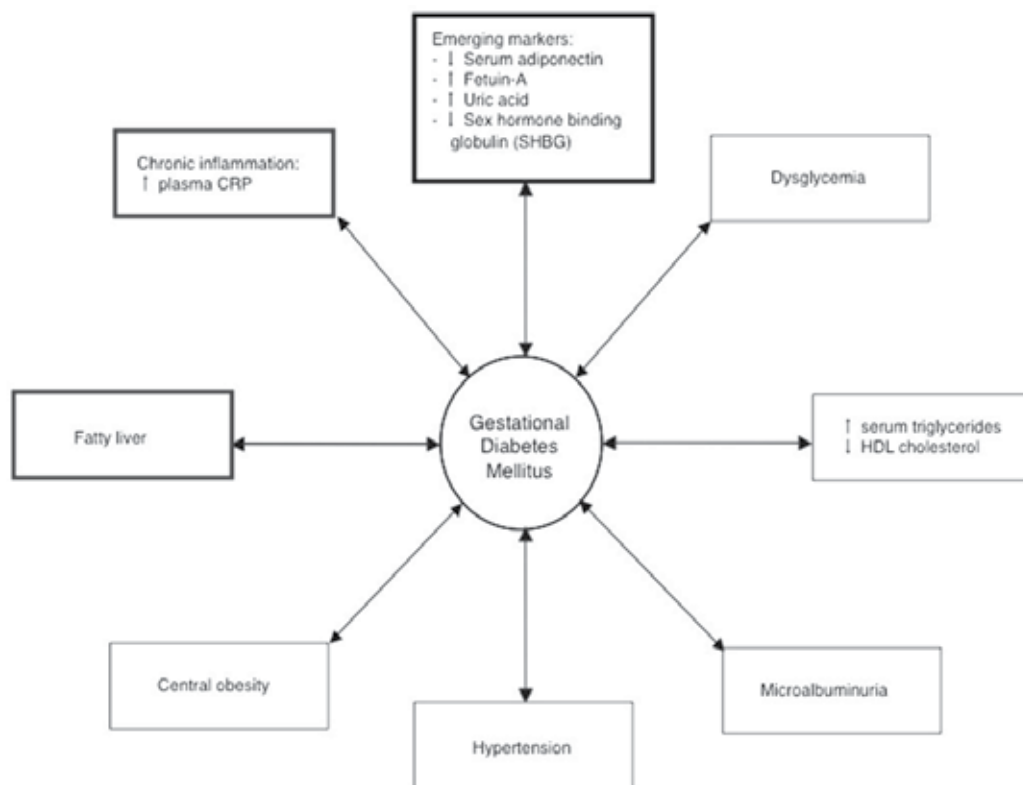 Emerging markers:
- ↓ Serum adiponectin
- ↑ Fetuin-A
- ↑ Uric acid
- ↓ Sex hormone binding
globulin (SHBG)
Chronic inflammation:
↑ plasma CRP
Dysglycemia
Fatty liver
Gestational
Diabetes
Mellitus
↑ serum triglycerides
↓ HDL cholesterol
Central obesity
Hypertension
Microalbuminuria